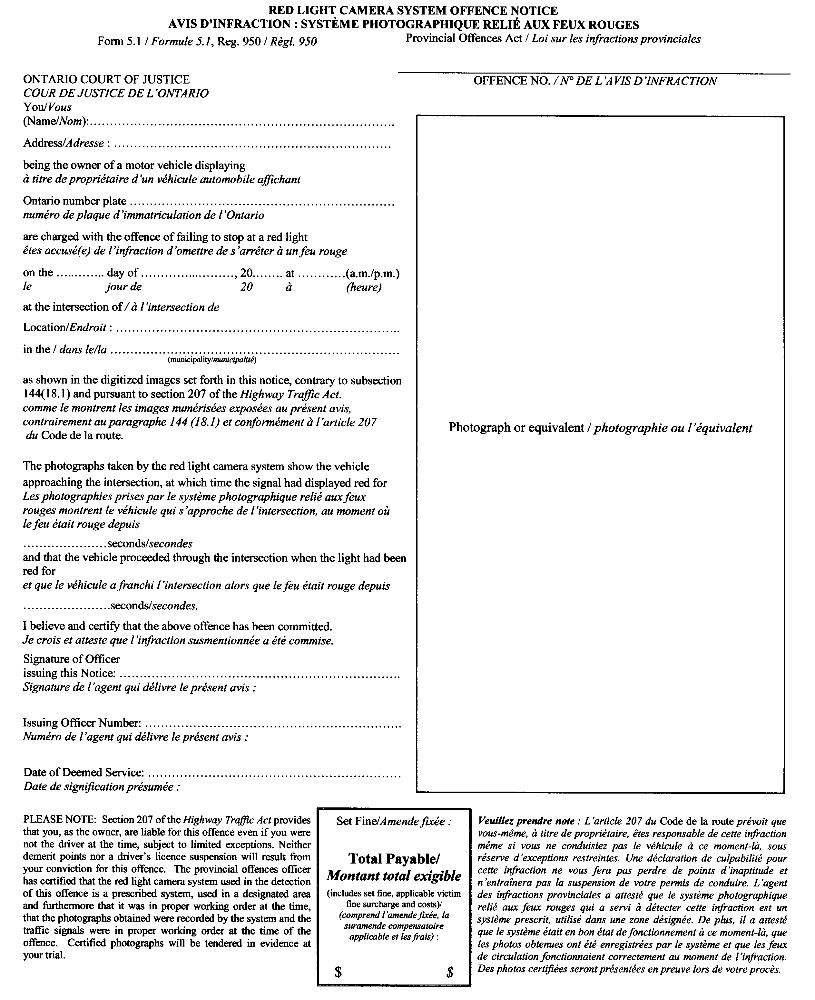 RED LIGHT CAMERA SYSTEM OFFENCE NOTICE
AVIS D'INFRACTION : SYSTÈME PHOTOGRAPHIQUE RELIÉ AUX FEUX ROUGES
Form 5.1 / Formule 5.1, Reg. 950 / Règl. 950
Provincial Offences Act / Loi sur les infractions provinciales
ONTARIO COURT OF JUSTICE
COUR DE JUSTICE DE L'ONTARIO
OFFENCE NO. / N° DE L'AVIS D'INFRACTION
You/Vous
(Name/Nom):............................................................................
Address/Adresse : .....................................................................
being the owner of a motor vehicle displaying
à titre de propriétaire d'un véhicule automobile affichant
Ontario number plate ..................................................................
numéro de plaque d'immatriculation de l'Ontario
are charged with the offence of failing to stop at a red light
êtes accusé(e) de l'infraction d'omettre de s'arrêter à un feu rouge
on the ............. day of ........................, 20........ at ............(a.m./p.m.)
le jour de 20 à (heure)
at the intersection of / à l'intersection de
Location/Endroit : .......................................................................
in the / dans le/la ........................................................................
(municipality/municipalité)
as shown in the digitized images set forth in this notice, contrary to subsection
144(18.1) and pursuant to section 207 of the Highway Traffic Act.
comme le montrent les images numérisées exposées au présent avis,
contrairement au paragraphe 144 (18.1) et conformément à l'article 207
du Code de la route.
The photographs taken by the red light camera system show the vehicle
approaching the intersection, at which time the signal had displayed red for
Les photographies prises par le système photographique relié aux feux
rouges montrent le véhicule qui s'approche de l'intersection, au moment où
le feu était rouge depuis
.....................seconds/secondes
and that the vehicle proceeded through the intersection when the light had been
red for
et que le véhicule a franchi l'intersection alors que le feu était rouge depuis
......................seconds/secondes.
I believe and certify that the above offence has been committed.
Je crois et atteste que l'infraction susmentionnée a été commise.
Signature of Officer
issuing this Notice: ......................................................................
Signature de l'agent qui délivre le présent avis :
Issuing Officer Number: ................................................................
Numéro de l'agent qui délivre le présent avis :
Date of Deemed Service: ...............................................................
Date de signification présumée :
Photograph or equivalent / photographie ou l'équivalent
PLEASE NOTE: Section 207 of the Highway Traffic Act provides
that you, as the owner, are liable for this offence even if you were
not the driver at the time, subject to limited exceptions. Neither
demerit points nor a driver's licence suspension will result from
your conviction for this offence. The provincial offences officer
has certified that the red light camera system used in the detection
of this offence is a prescribed system, used in a designated area
and furthermore that it was in proper working order at the time,
that the photographs obtained were recorded by the system and the
traffic signals were in proper working order at the time of the
offence. Certified photographs will be tendered in evidence at
your trial.
Set Fine/Amende fixée :
Total Payable/
Montant total exigible
(includes set fine, applicable victim
fine surcharge and costs)/
(comprend l'amende fixée, la
suramende compensatoire
applicable et les frais) :
$ $
Veuillez prendre note : L'article 207 du Code de la route prévoit que
vous-même, à titre de propriétaire, êtes responsable de cette infraction
même si vous ne conduisiez pas le véhicule à ce moment-là, sous
réserve d'exceptions restreintes. Une déclaration de culpabilité pour
cette infraction ne vous fera pas perdre de points d'inaptitude et
n'entraînera pas la suspension de votre permis de conduire. L'agent
des infractions provinciales a attesté que le système photographique
relié aux feux rouges qui a servi à détecter cette infraction est un
système prescrit, utilisé dans une zone désignée. De plus, il a attesté
que le système était en bon état de fonctionnement à ce moment-là, que
les photos obtenues ont été enregistrées par le système et que les feux
de circulation fonctionnaient correctement au moment de l'infraction.
Des photos certifiées seront présentées en preuve lors de votre procès.